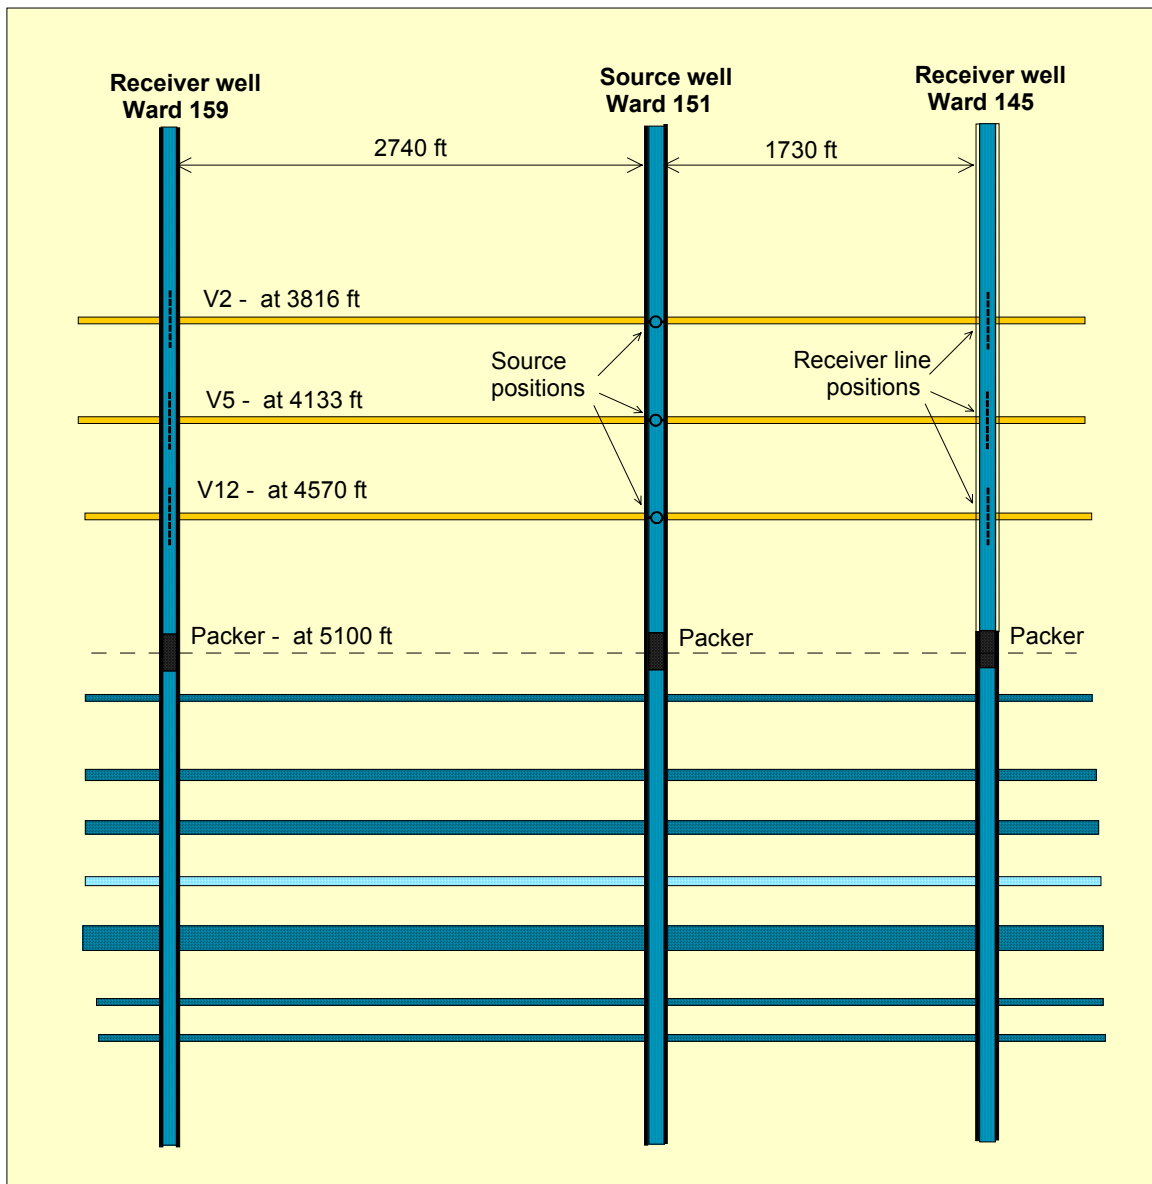 Receiver well
Ward 159
Source well
Ward 151
Receiver well
Ward 145
2740 ft
1730 ft
V2 - at 3816 ft
Source
positions
Receiver line
positions
V5 - at 4133 ft
V12 - at 4570 ft
Packer - at 5100 ft
Packer
Packer